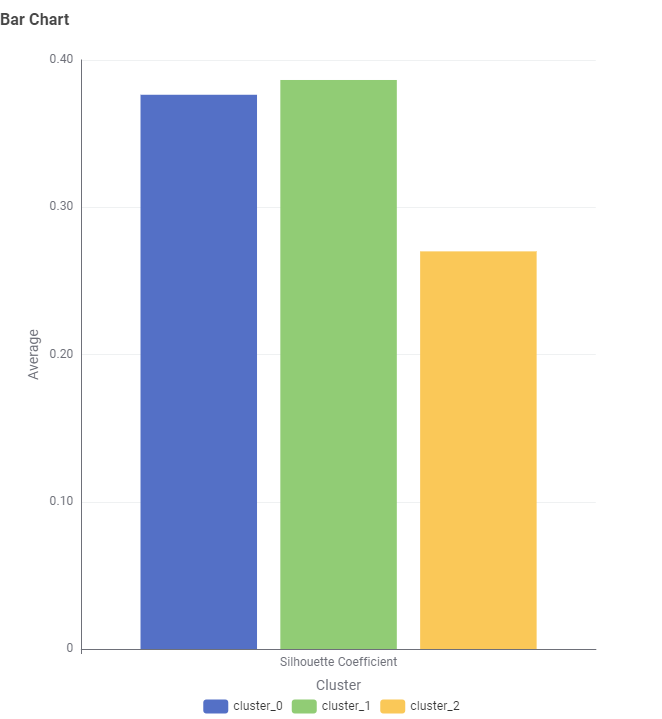 Bar Chart
0.40
0.30
0.20
0.10
0
Average
Silhouette Coefficient
Cluster
cluster_0 cluster_1 cluster_2